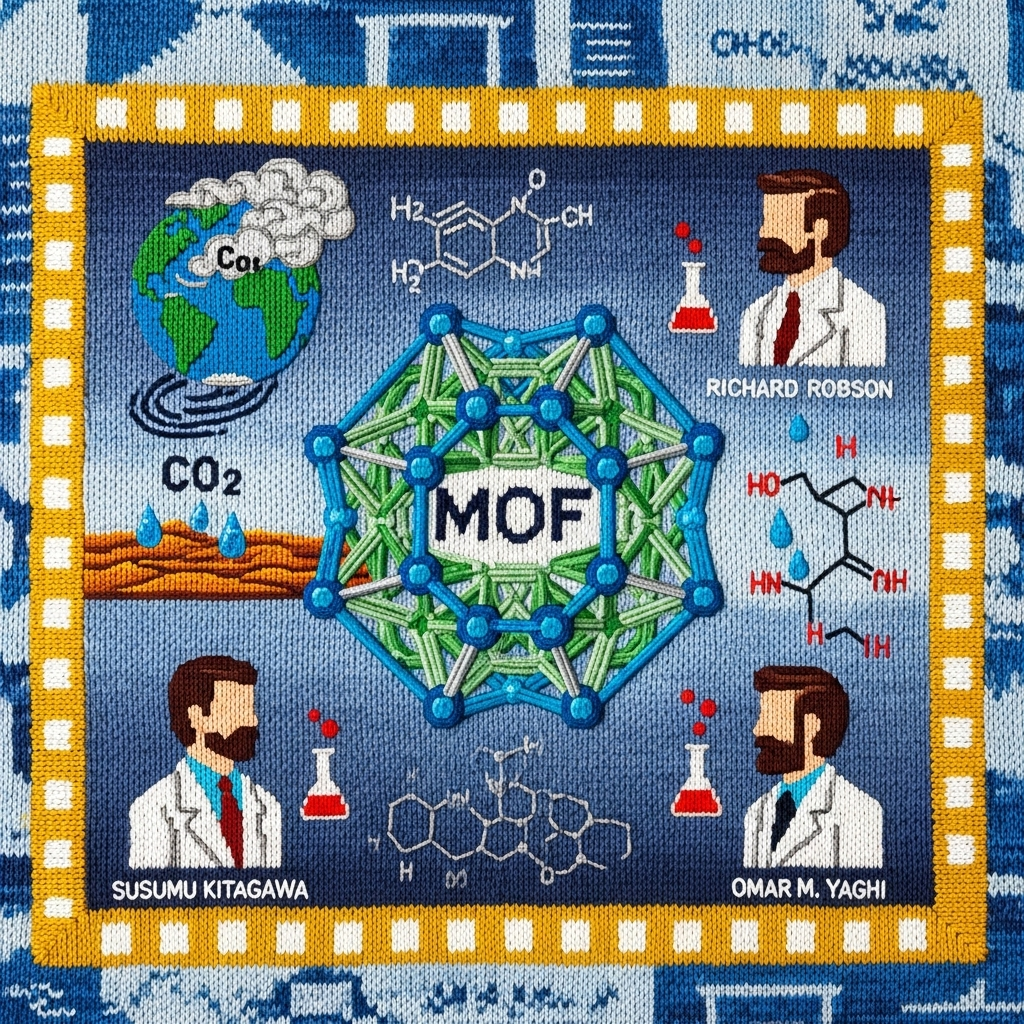 CO₂
H₂
O
N
CH
H₂
NH
RICHARD ROBSON
CO₂
MOF
H
HO
NH
HN
NH
H
IH
SUSUMU KITAGAWA
H
O
OMAR M. YAGHI